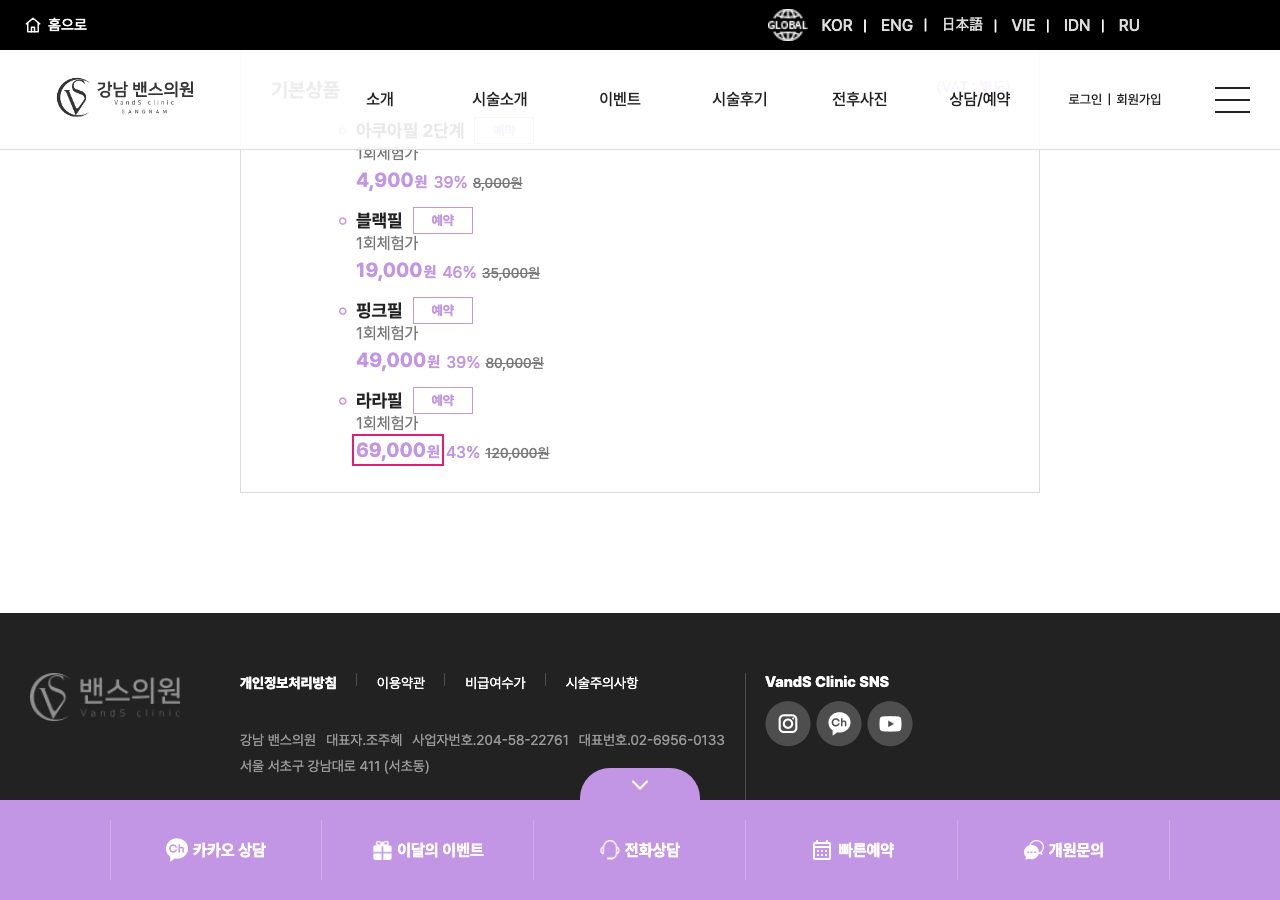 홈으로
GLOBAL KOR | ENG | 日本語 | VIE | IDN | RU
강남 밴스의원
VandS clinic
GANGNAM
소개 시술소개 이벤트 시술후기 전후사진 상담/예약
로그인 | 회원가입
기본상품
아쿠아필 2단계 예약
1회체험가
4,900원 39% 8,000원
블랙필 예약
1회체험가
19,000원 46% 35,000원
핑크필 예약
1회체험가
49,000원 39% 80,000원
라라필 예약
1회체험가
69,000원 43% 120,000원
밴스의원
VandS clinic
개인정보처리방침 이용약관 비급여수가 시술주의사항
강남 밴스의원 대표자.조주혜 사업자번호.204-58-22761 대표번호.02-6956-0133
서울 서초구 강남대로 411 (서초동)
VandS Clinic SNS
Ch
Ch 카카오 상담
이달의 이벤트
전화상담
빠른예약
개원문의